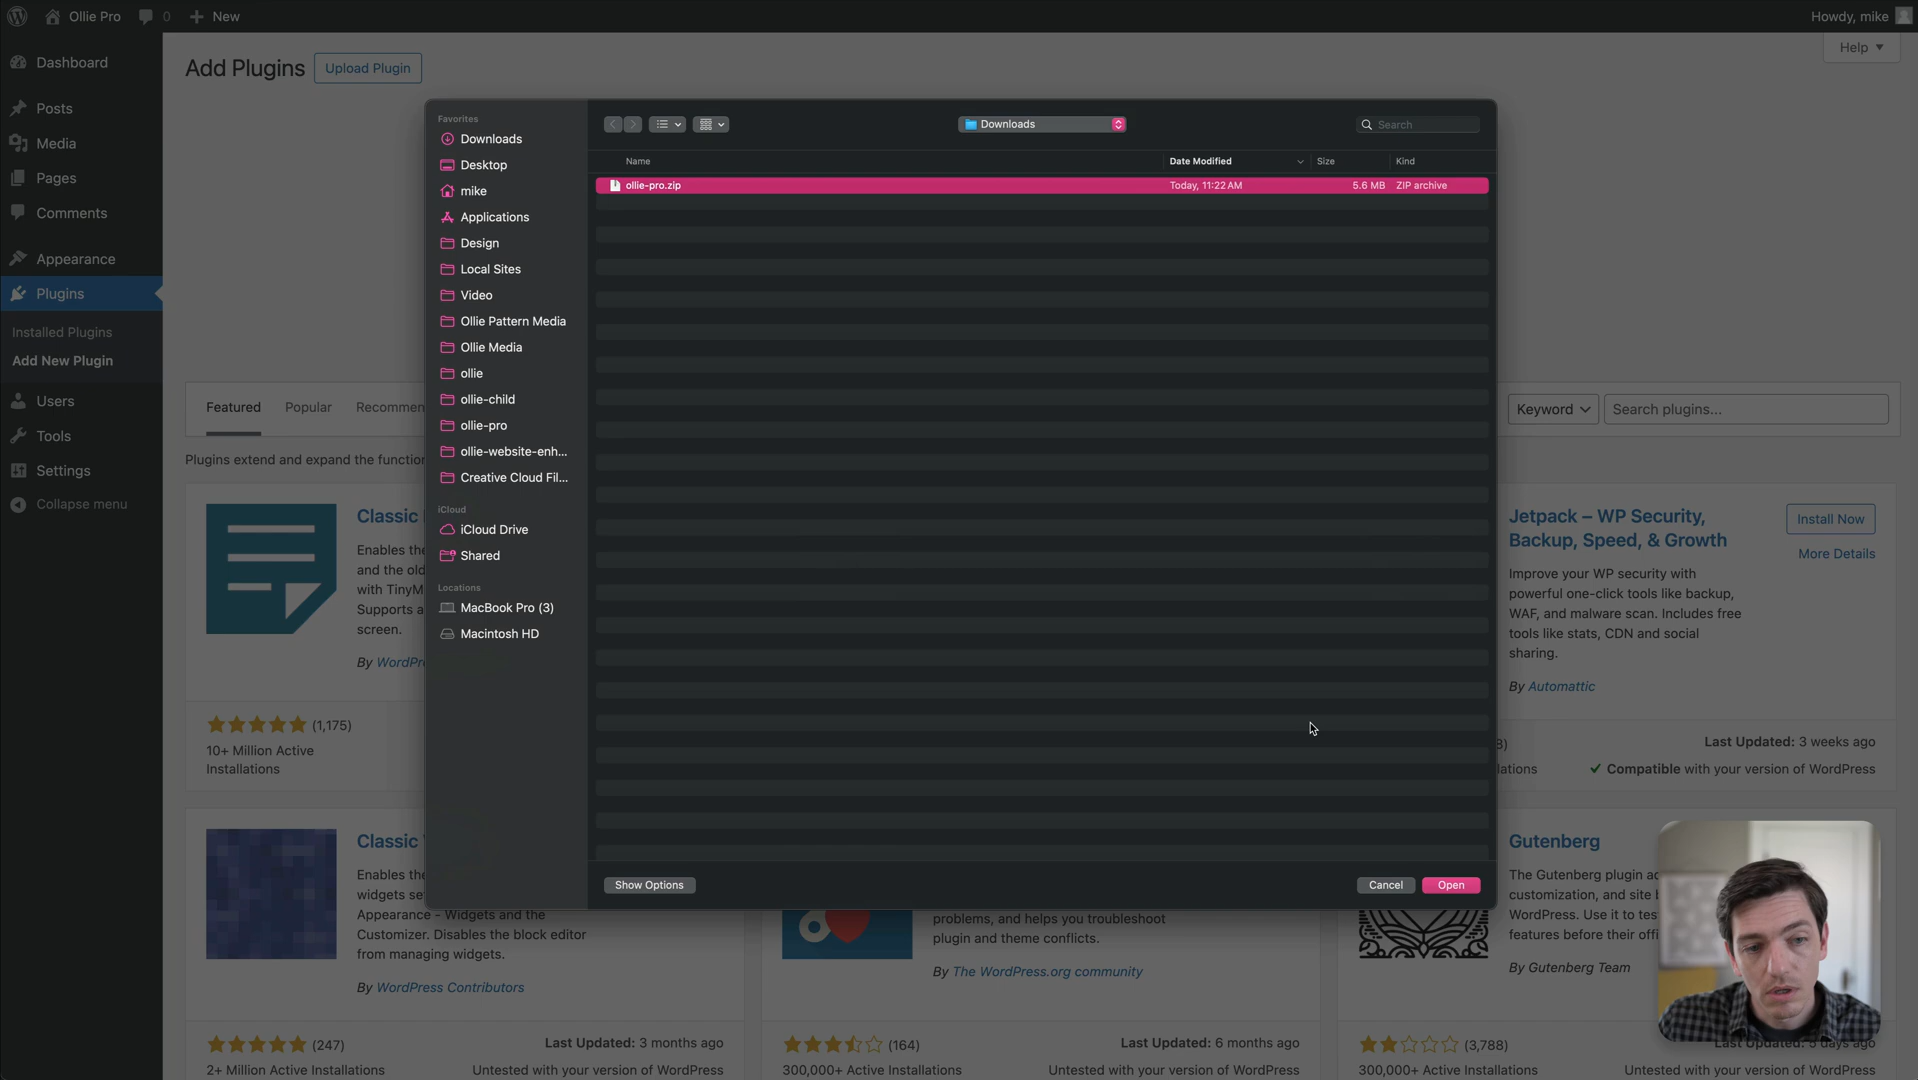 Ollie Pro
0
New
Howdy, mike
Dashboard
Posts
Media
Pages
Comments
Appearance
Plugins
Installed Plugins
Add New Plugin
Users
Tools
Settings
Collapse menu
Add Plugins
Upload Plugin
Help
Favorites
Downloads
Desktop
mike
Applications
Design
Local Sites
Video
Ollie Pattern Media
Ollie Media
ollie
ollie-child
ollie-pro
ollie-website-enh...
Creative Cloud Fil...
iCloud
iCloud Drive
Shared
Locations
MacBook Pro (3)
Macintosh HD
Downloads
Search
Name Date Modified Size Kind
ollie-pro.zip Today, 11:22 AM 5.6 MB ZIP archive
Show Options
Cancel
Open
Featured Popular Recommen
Keyword
Search plugins...
Plugins extend and expand the function
Classic
Enables the
and the old
with TinyM
Supports a
screen.
By WordPr
(1,175)
10+ Million Active
Installations
Jetpack – WP Security,
Backup, Speed, & Growth
Install Now
More Details
Improve your WP security with
powerful one-click tools like backup,
WAF, and malware scan. Includes free
tools like stats, CDN and social
sharing.
By Automattic
Last Updated: 3 weeks ago
lations
Compatible with your version of WordPress
Classic
Enables the
widgets se
Appearance - Widgets and the
Customizer. Disables the block editor
from managing widgets.
By WordPress Contributors
(247)
Last Updated: 3 months ago
2+ Million Active Installations
Untested with your version of WordPress
problems, and helps you troubleshoot
plugin and theme conflicts.
By The WordPress.org community
(164)
Last Updated: 6 months ago
300,000+ Active Installations
Untested with your version of WordPress
Gutenberg
The Gutenberg plugin ad
customization, and site b
WordPress. Use it to tes
features before their offi
By Gutenberg Team
(3,788)
Last Updated: 5 days ago
300,000+ Active Installations
Untested with your version of WordPress